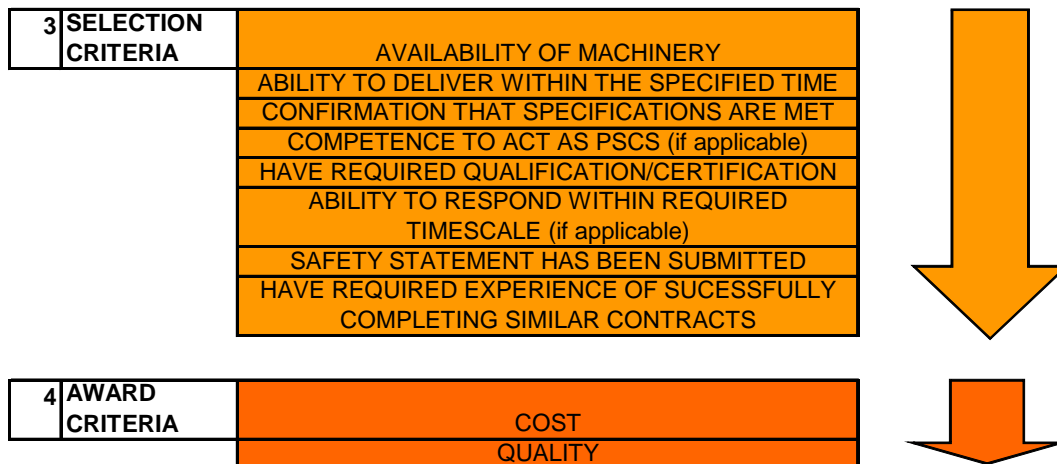 3 SELECTION
CRITERIA
AVAILABILITY OF MACHINERY
ABILITY TO DELIVER WITHIN THE SPECIFIED TIME
CONFIRMATION THAT SPECIFICATIONS ARE MET
COMPETENCE TO ACT AS PSCS (if applicable)
HAVE REQUIRED QUALIFICATION/CERTIFICATION
ABILITY TO RESPOND WITHIN REQUIRED
TIMESCALE (if applicable)
SAFETY STATEMENT HAS BEEN SUBMITTED
HAVE REQUIRED EXPERIENCE OF SUCESSFULLY
COMPLETING SIMILAR CONTRACTS
4 AWARD
CRITERIA
COST
QUALITY